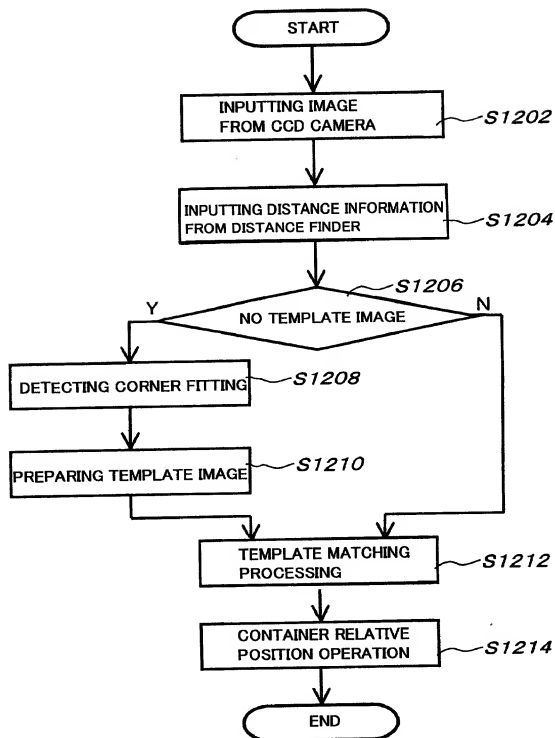 START
INPUTTING IMAGE
FROM CCD CAMERA
S1202
INPUTTING DISTANCE INFORMATION
FROM DISTANCE FINDER
S1204
S1206
Y
NO TEMPLATE IMAGE
N
DETECTING CORNER FITTING
S1208
PREPARING TEMPLATE IMAGE
S1210
TEMPLATE MATCHING
PROCESSING
S1212
CONTAINER RELATIVE
POSITION OPERATION
S1214
END